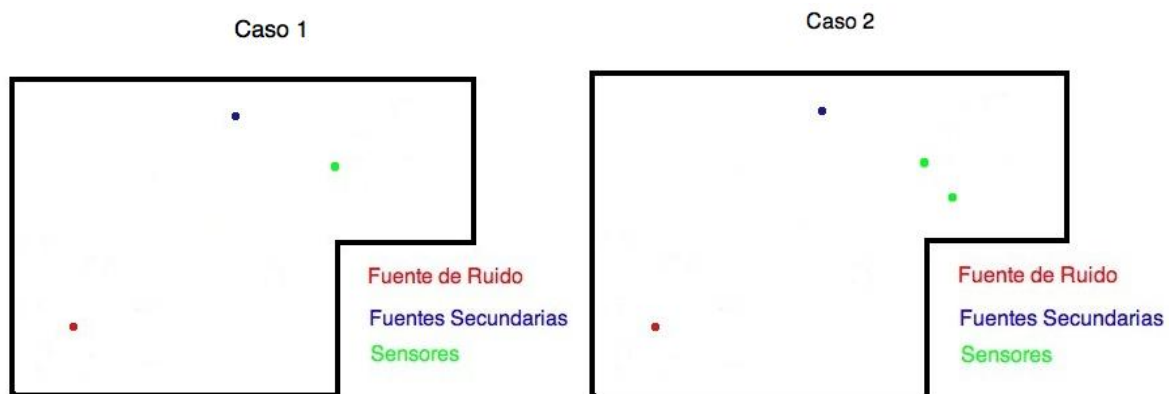 Caso 1
Fuente de Ruido
Fuentes Secundarias
Sensores
Caso 2
Fuente de Ruido
Fuentes Secundarias
Sensores